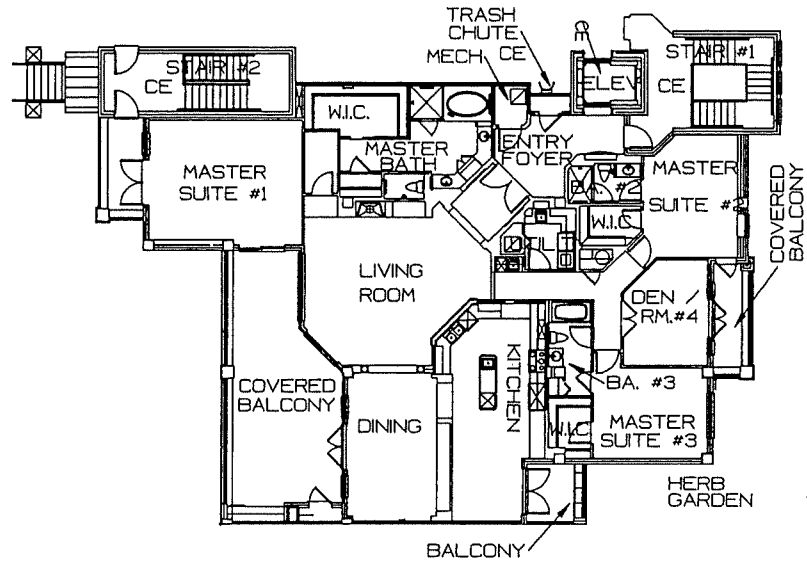 TRASH
CHUTE
CE
MECH.
CE
ELEV
STAIR #1
CE
STAIR #2
CE
W.I.C.
MASTER
BATH
ENTRY
FOYER
MASTER
SUITE #1
MASTER
SUITE #2
BA. #2
W.I.C.
COVERED
BALCONY
LIVING
ROOM
DEN /
RM.#4
COVERED
BALCONY
DINING
KITCHEN
BA. #3
W.I.C
MASTER
SUITE #3
HERB
GARDEN
BALCONY